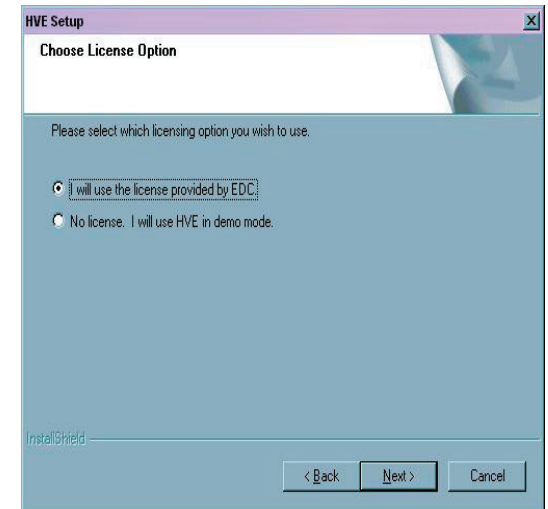 HVE Setup
Choose License Option
Please select which licensing option you wish to use.
I will use the license provided by EDC.
No license.  I will use HVE in demo mode.
InstallShield
< Back
Next >
Cancel